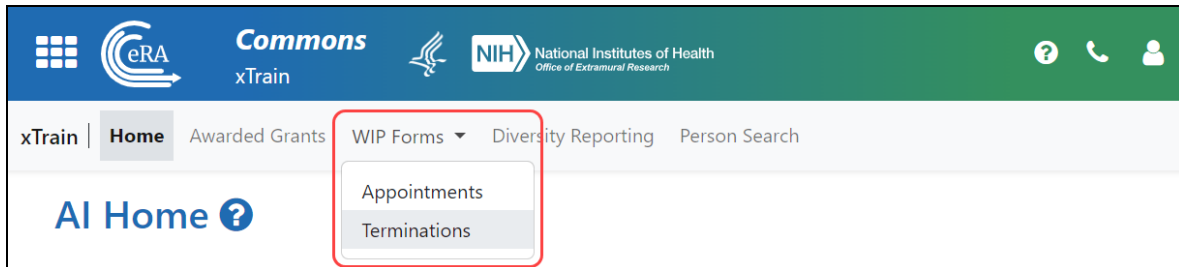 eRA
Commons
xTrain
NIH National Institutes of Health
Office of Extramural Research
?
xTrain | Home Awarded Grants WIP Forms Diversity Reporting Person Search
Appointments
Terminations
AI Home ?